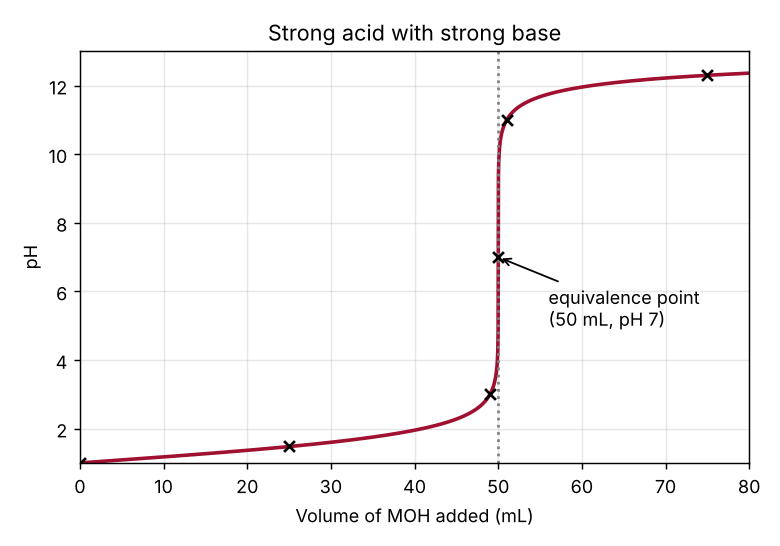 Strong acid with strong base
pH
12
10
8
6
4
2
equivalence point
(50 mL, pH 7)
0 10 20 30 40 50 60 70 80
Volume of MOH added (mL)